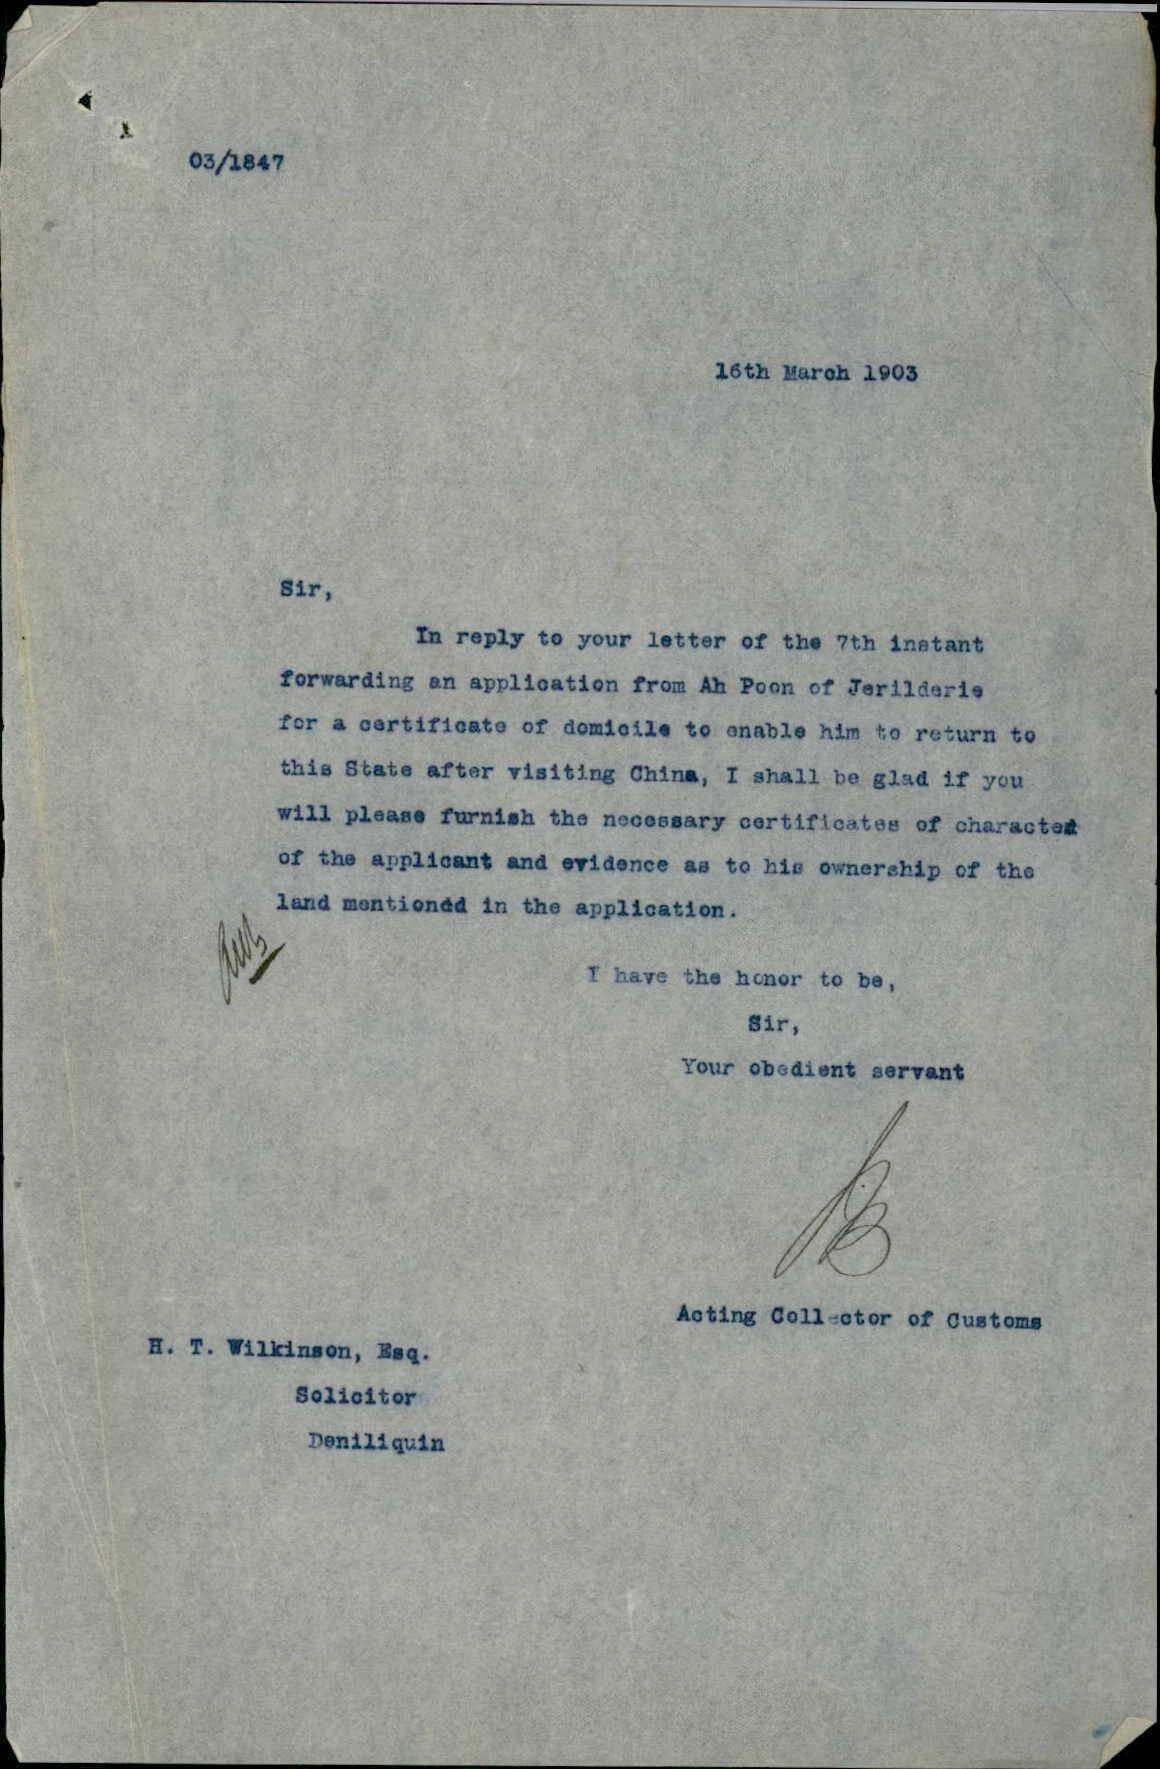 03/1847
16th March 1903
Sir,
In reply to your letter of the 7th instant
forwarding an application from Ah Poon of Jerilderie
for a certificate of domicile to enable him to return to
this State after visiting China, I shall be glad if you
will please furnish the necessary certificates of character
of the applicant and evidence as to his ownership of the
land mentiondd in the application.
I have the honor to be,
Sir,
Your obedient servant
Acting Collector of Customs
H. T. Wilkinson, Esq.
Solicitor
Deniliquin